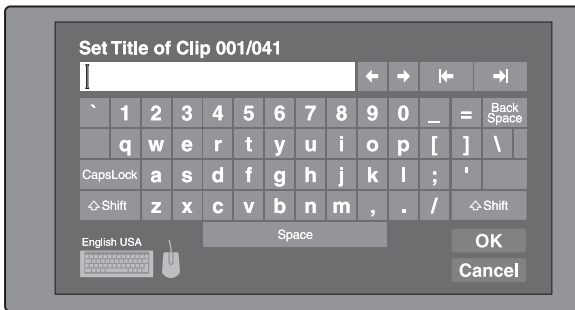 Set Title of Clip 001/041
` 1 2 3 4 5 6 7 8 9 0 _ = Back Space
q w e r t y u i o p [ ] \
CapsLock a s d f g h j k l ; '
Shift z x c v b n m , . / Shift
Space
English USA
OK
Cancel